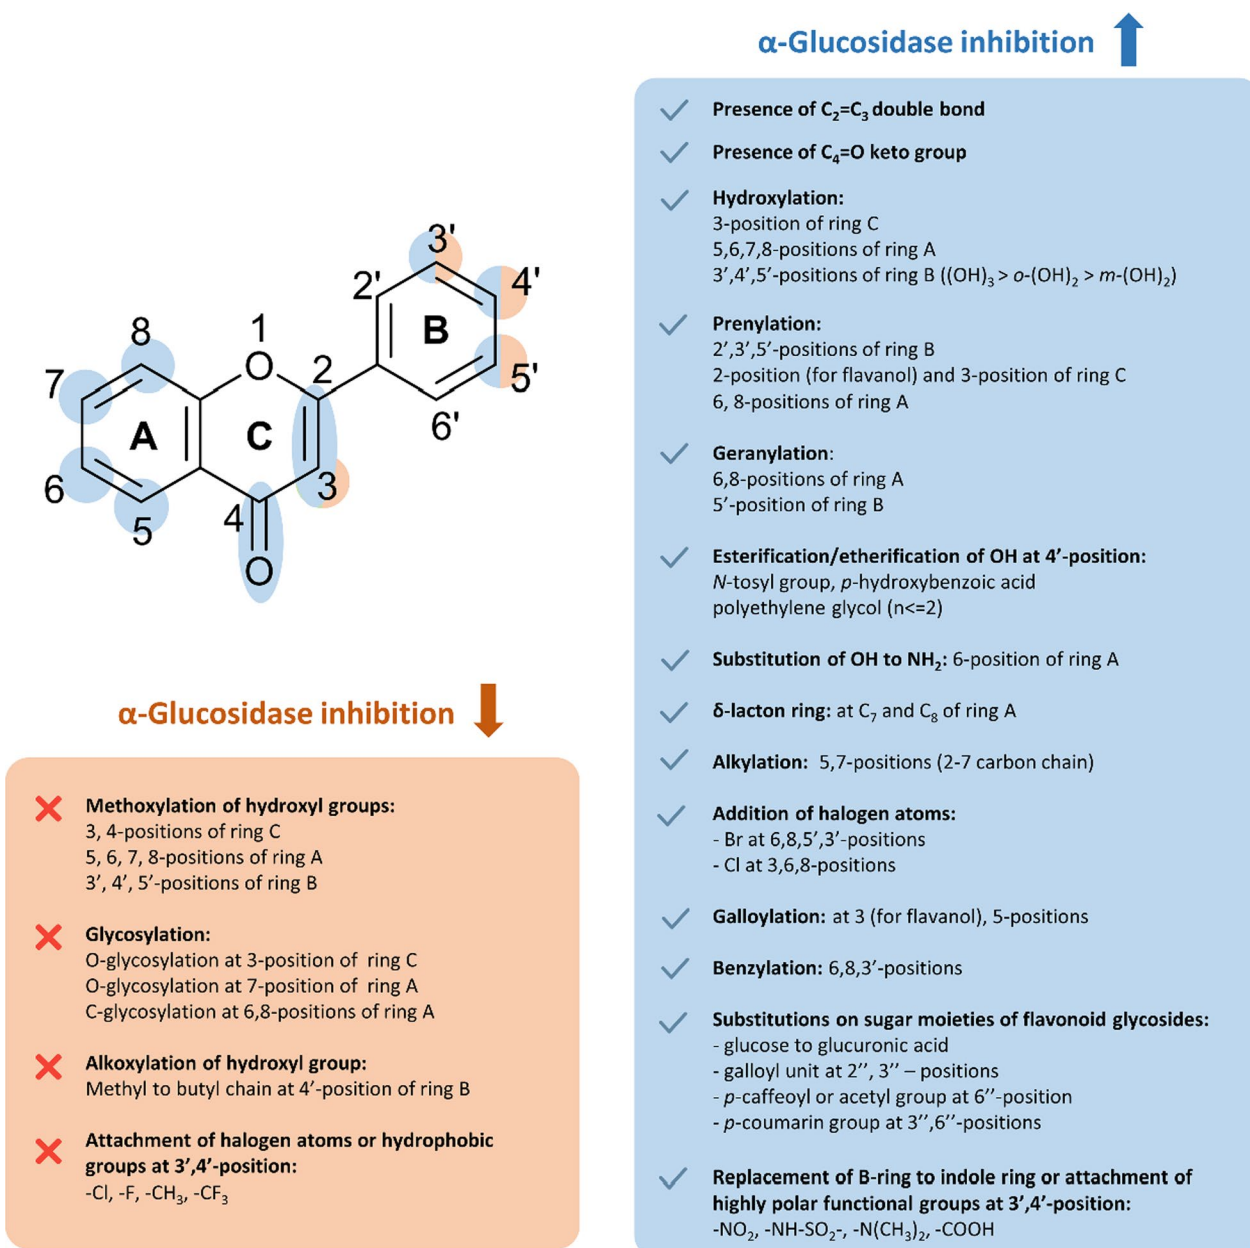 α-Glucosidase inhibition
Presence of C₂=C₃ double bond
Presence of C₄=O keto group
Hydroxylation:
3-position of ring C
5,6,7,8-positions of ring A
3′,4′,5′-positions of ring B ((OH)₃ > o-(OH)₂ > m-(OH)₂)
Prenylation:
2′,3′,5′-positions of ring B
2-position (for flavanol) and 3-position of ring C
6, 8-positions of ring A
Geranylation:
6,8-positions of ring A
5′-position of ring B
Esterification/etherification of OH at 4′-position:
N-tosyl group, p-hydroxybenzoic acid
polyethylene glycol (n<=2)
Substitution of OH to NH₂: 6-position of ring A
δ-lacton ring: at C₇ and C₈ of ring A
Alkylation: 5,7-positions (2-7 carbon chain)
Addition of halogen atoms:
- Br at 6,8,5′,3′-positions
- Cl at 3,6,8-positions
Galloylation: at 3 (for flavanol), 5-positions
Benzylation: 6,8,3′-positions
Substitutions on sugar moieties of flavonoid glycosides:
- glucose to glucuronic acid
- galloyl unit at 2′′, 3′′ – positions
- p-caffeoyl or acetyl group at 6′′-position
- p-coumarin group at 3′′,6′′-positions
Replacement of B-ring to indole ring or attachment of
highly polar functional groups at 3′,4′-position:
-NO₂, -NH-SO₂-, -N(CH₃)₂, -COOH
3'
2'
4'
B
8
1
O
2
5'
7
6'
A
C
6
3
5
4
O
α-Glucosidase inhibition
Methoxylation of hydroxyl groups:
3, 4-positions of ring C
5, 6, 7, 8-positions of ring A
3′, 4′, 5′-positions of ring B
Glycosylation:
O-glycosylation at 3-position of ring C
O-glycosylation at 7-position of ring A
C-glycosylation at 6,8-positions of ring A
Alkoxylation of hydroxyl group:
Methyl to butyl chain at 4′-position of ring B
Attachment of halogen atoms or hydrophobic
groups at 3′,4′-position:
-Cl, -F, -CH₃, -CF₃